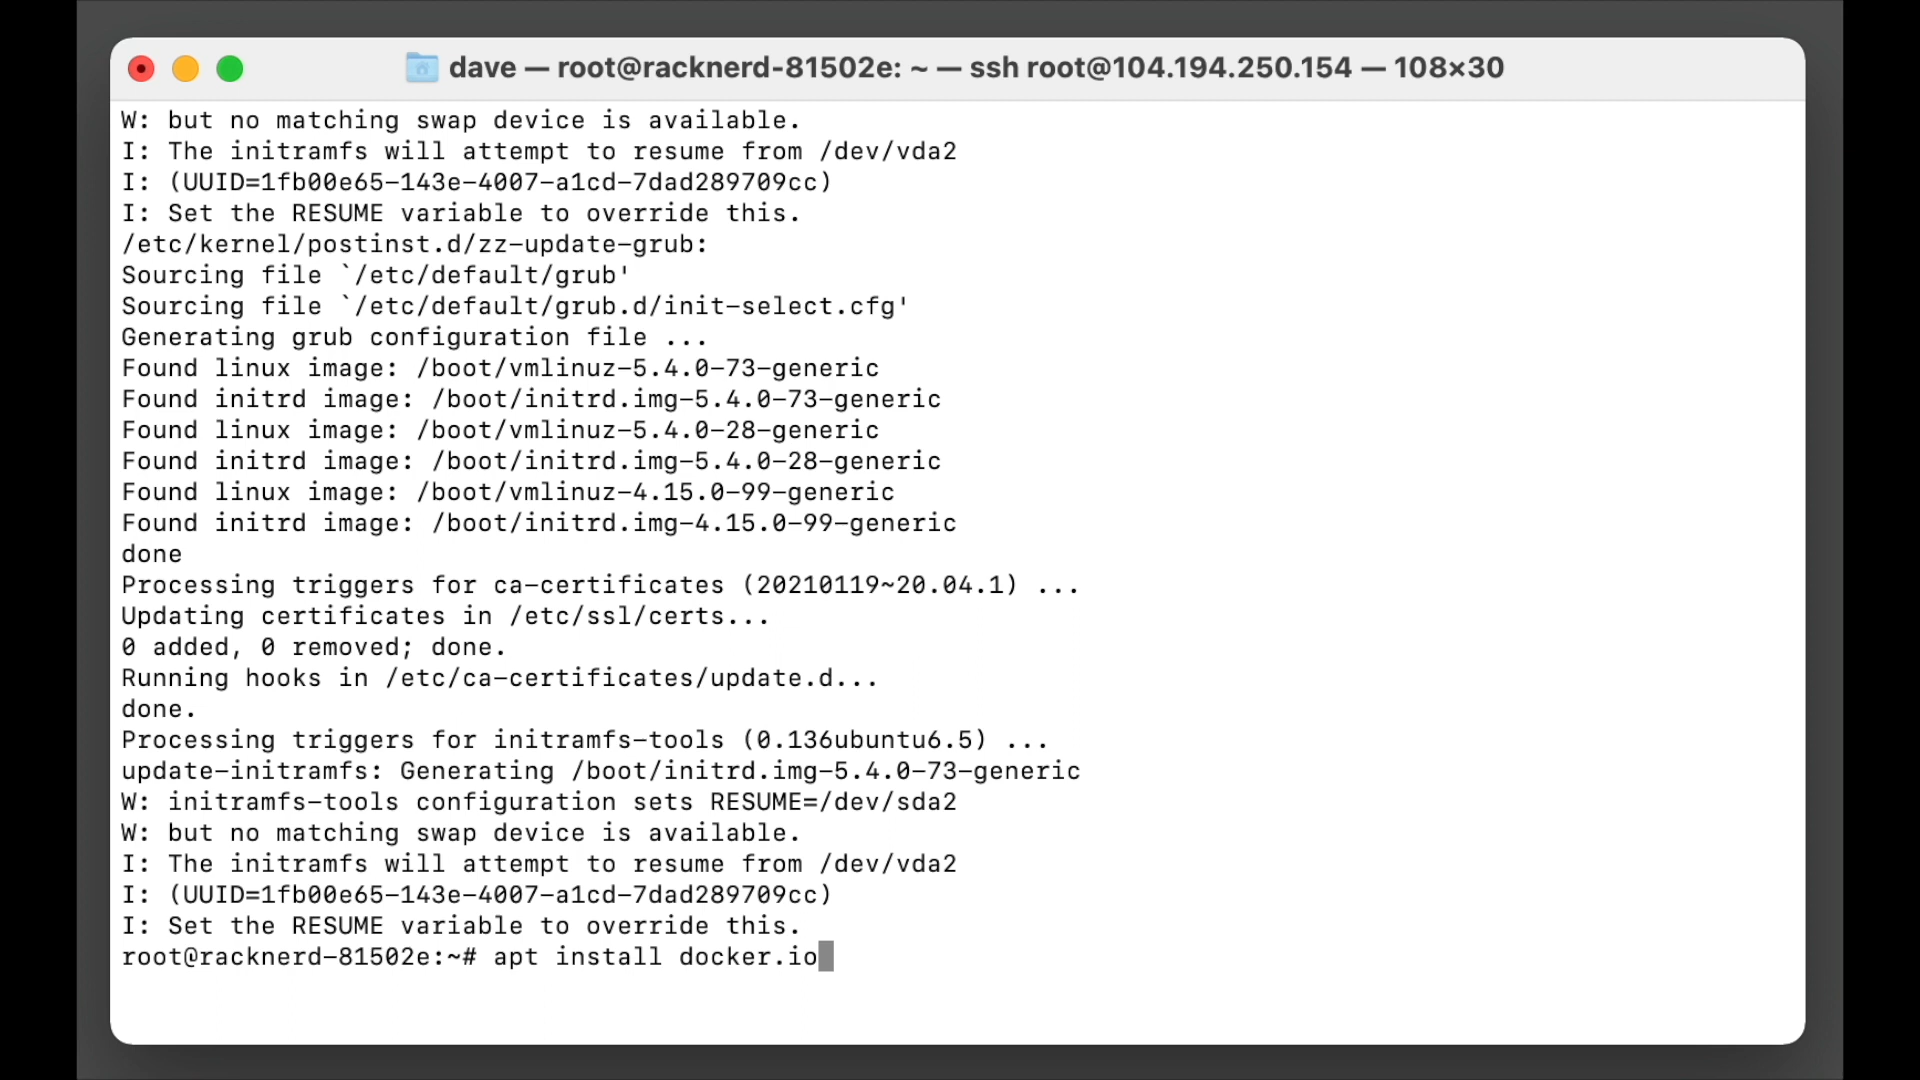 dave — root@racknerd-81502e: ~ — ssh root@104.194.250.154 — 108×30
W: but no matching swap device is available.
I: The initramfs will attempt to resume from /dev/vda2
I: (UUID=1fb00e65-143e-4007-a1cd-7dad289709cc)
I: Set the RESUME variable to override this.
/etc/kernel/postinst.d/zz-update-grub:
Sourcing file `/etc/default/grub'
Sourcing file `/etc/default/grub.d/init-select.cfg'
Generating grub configuration file ...
Found linux image: /boot/vmlinuz-5.4.0-73-generic
Found initrd image: /boot/initrd.img-5.4.0-73-generic
Found linux image: /boot/vmlinuz-5.4.0-28-generic
Found initrd image: /boot/initrd.img-5.4.0-28-generic
Found linux image: /boot/vmlinuz-4.15.0-99-generic
Found initrd image: /boot/initrd.img-4.15.0-99-generic
done
Processing triggers for ca-certificates (20210119~20.04.1) ...
Updating certificates in /etc/ssl/certs...
0 added, 0 removed; done.
Running hooks in /etc/ca-certificates/update.d...
done.
Processing triggers for initramfs-tools (0.136ubuntu6.5) ...
update-initramfs: Generating /boot/initrd.img-5.4.0-73-generic
W: initramfs-tools configuration sets RESUME=/dev/sda2
W: but no matching swap device is available.
I: The initramfs will attempt to resume from /dev/vda2
I: (UUID=1fb00e65-143e-4007-a1cd-7dad289709cc)
I: Set the RESUME variable to override this.
root@racknerd-81502e:~# apt install docker.io